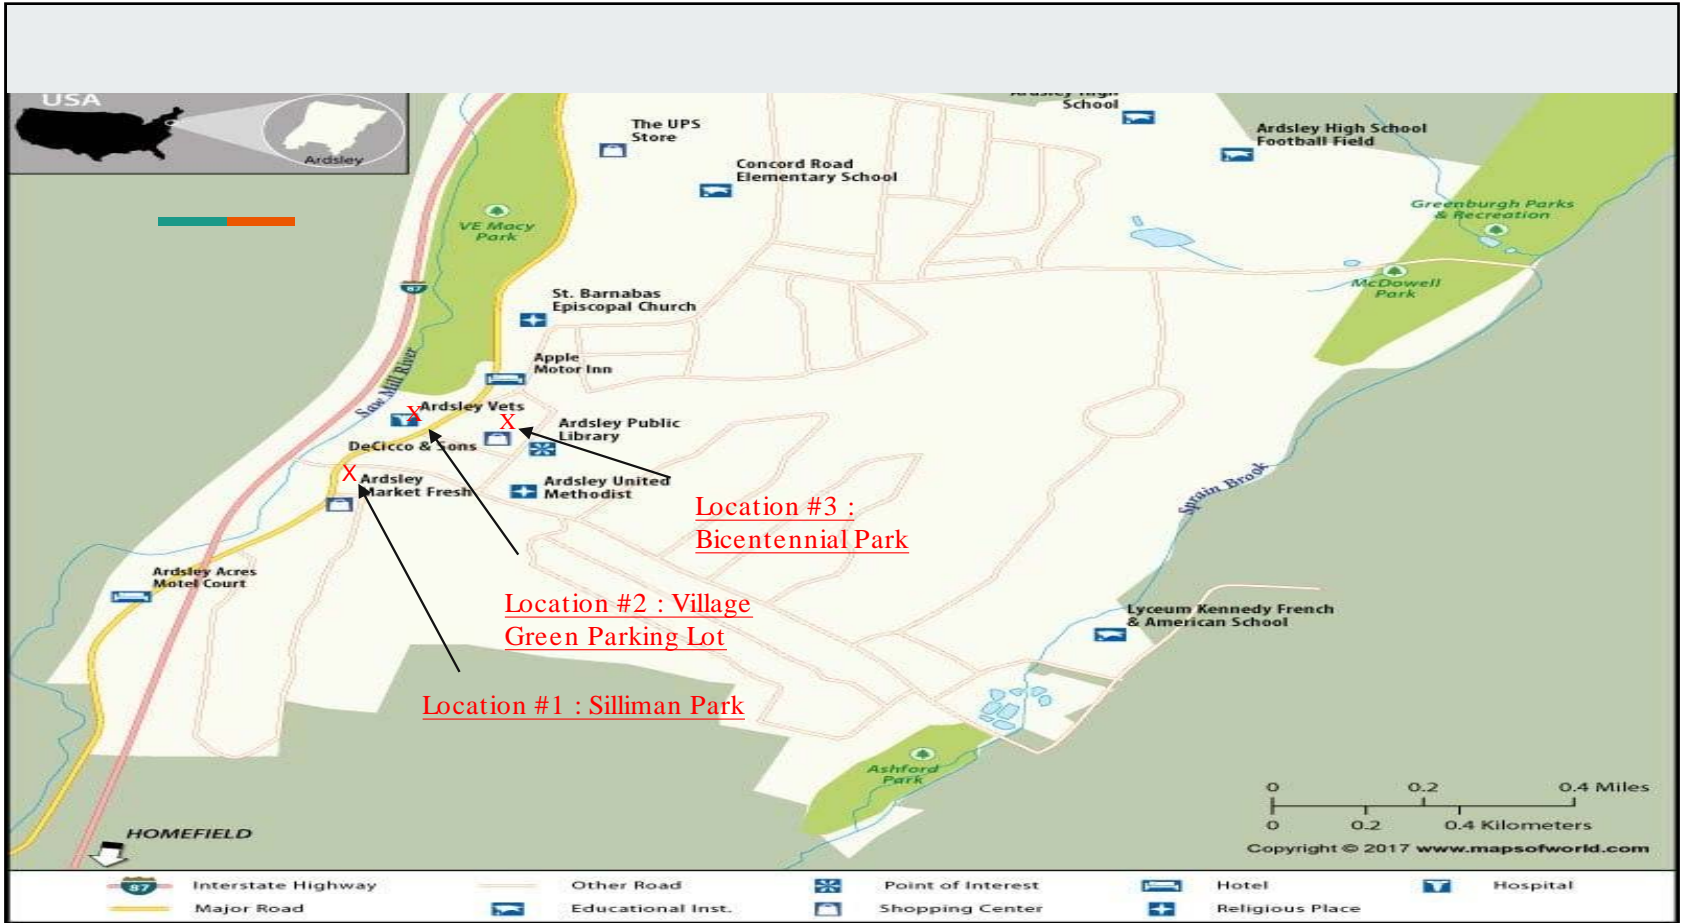 USA
Ardsley
Ardsley High
School
The UPS
Store
Ardsley High School
Football Field
Concord Road
Elementary School
Greenburgh Parks
& Recreation
VE Macy
Park
87
McDowell
Park
St. Barnabas
Episcopal Church
Saw Mill River
Apple
Motor Inn
X
Ardsley Vets
X
Ardsley Public
Library
DeCicco & Sons
X
Ardsley
Market Fresh
Ardsley United
Methodist
Sprain Brook
Location #3 :
Bicentennial Park
Ardsley Acres
Motel Court
Location #2 : Village
Green Parking Lot
Lyceum Kennedy French
& American School
Location #1 : Silliman Park
Ashford
Park
0 0.2 0.4 Miles
0 0.2 0.4 Kilometers
HOMEFIELD
Copyright © 2017 www.mapsofworld.com
87 Interstate Highway Other Road Point of Interest Hotel Hospital
Major Road Educational Inst. Shopping Center Religious Place